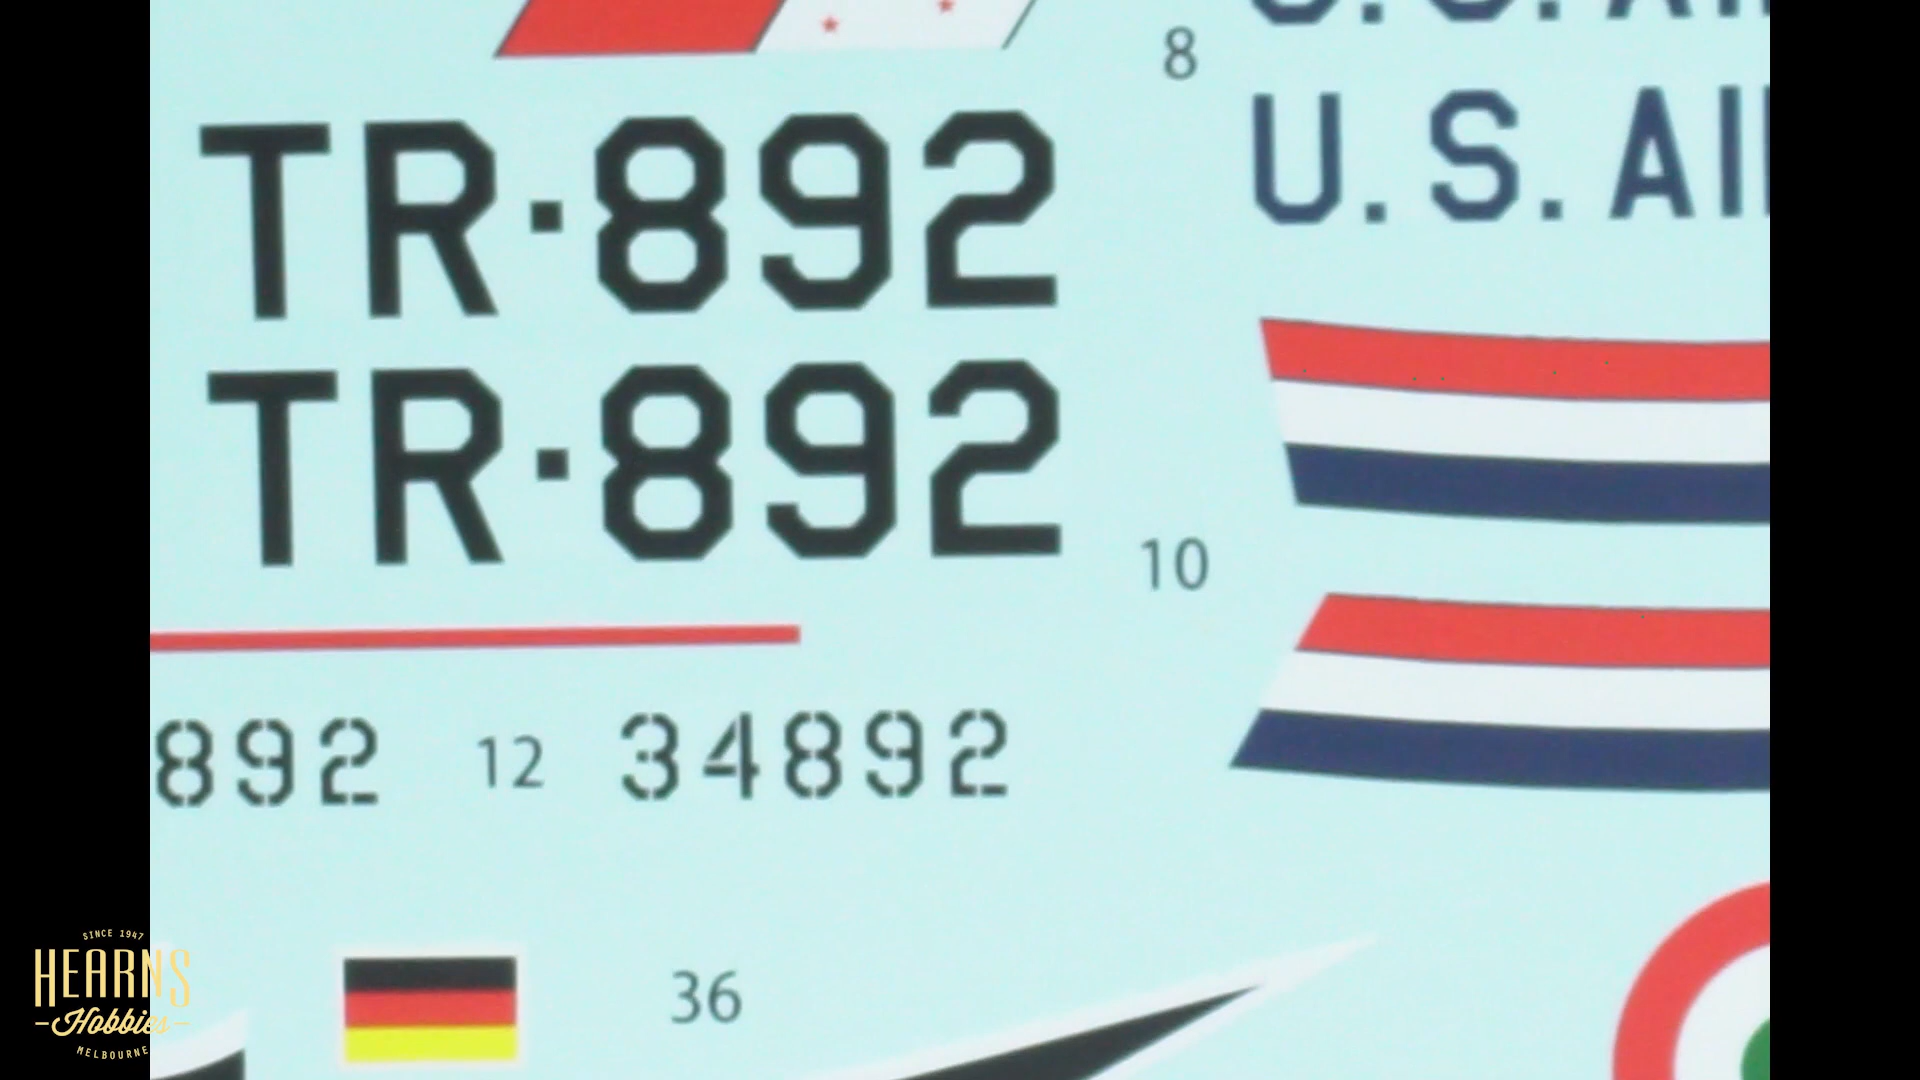 8
U.S.AI
TR·892
TR·892
10
892 12 34892
36
SINCE 1947
HEARNS
Hobbies
MELBOURNE